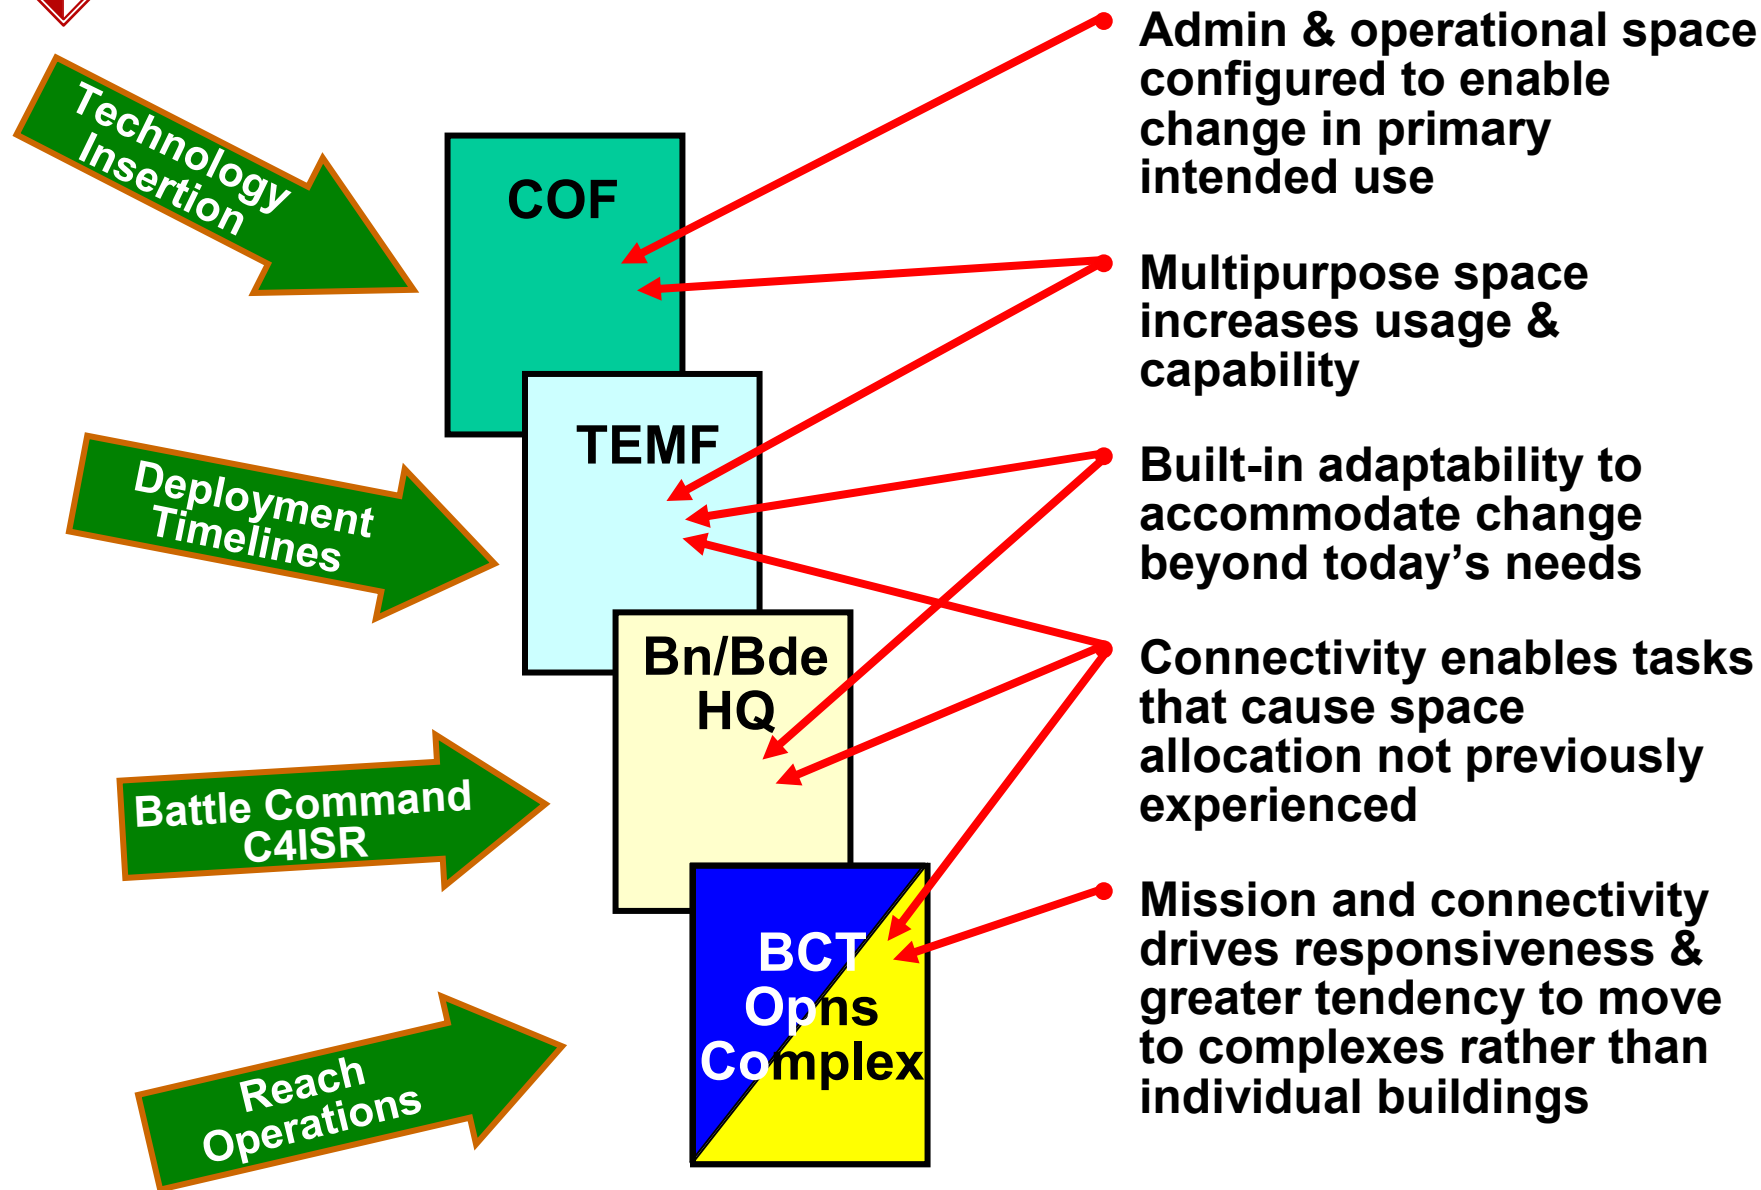 Technology
Insertion
Deployment
Timelines
Battle Command
C4ISR
Reach
Operations
COF
TEMF
Bn/Bde
HQ
BCT
Opns
Complex
Admin & operational space
configured to enable
change in primary
intended use
Multipurpose space
increases usage &
capability
Built-in adaptability to
accommodate change
beyond today’s needs
Connectivity enables tasks
that cause space
allocation not previously
experienced
Mission and connectivity
drives responsiveness &
greater tendency to move
to complexes rather than
individual buildings